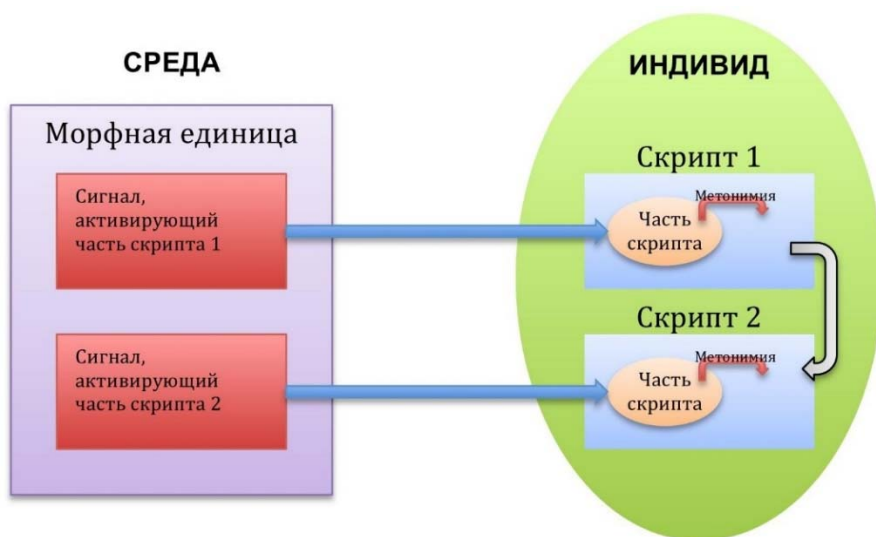 СРЕДА
Морфная единица
Сигнал,
активирующий
часть скрипта 1
Сигнал,
активирующий
часть скрипта 2
ИНДИВИД
Скрипт 1
Метонимия
Часть
скрипта
Скрипт 2
Метонимия
Часть
скрипта